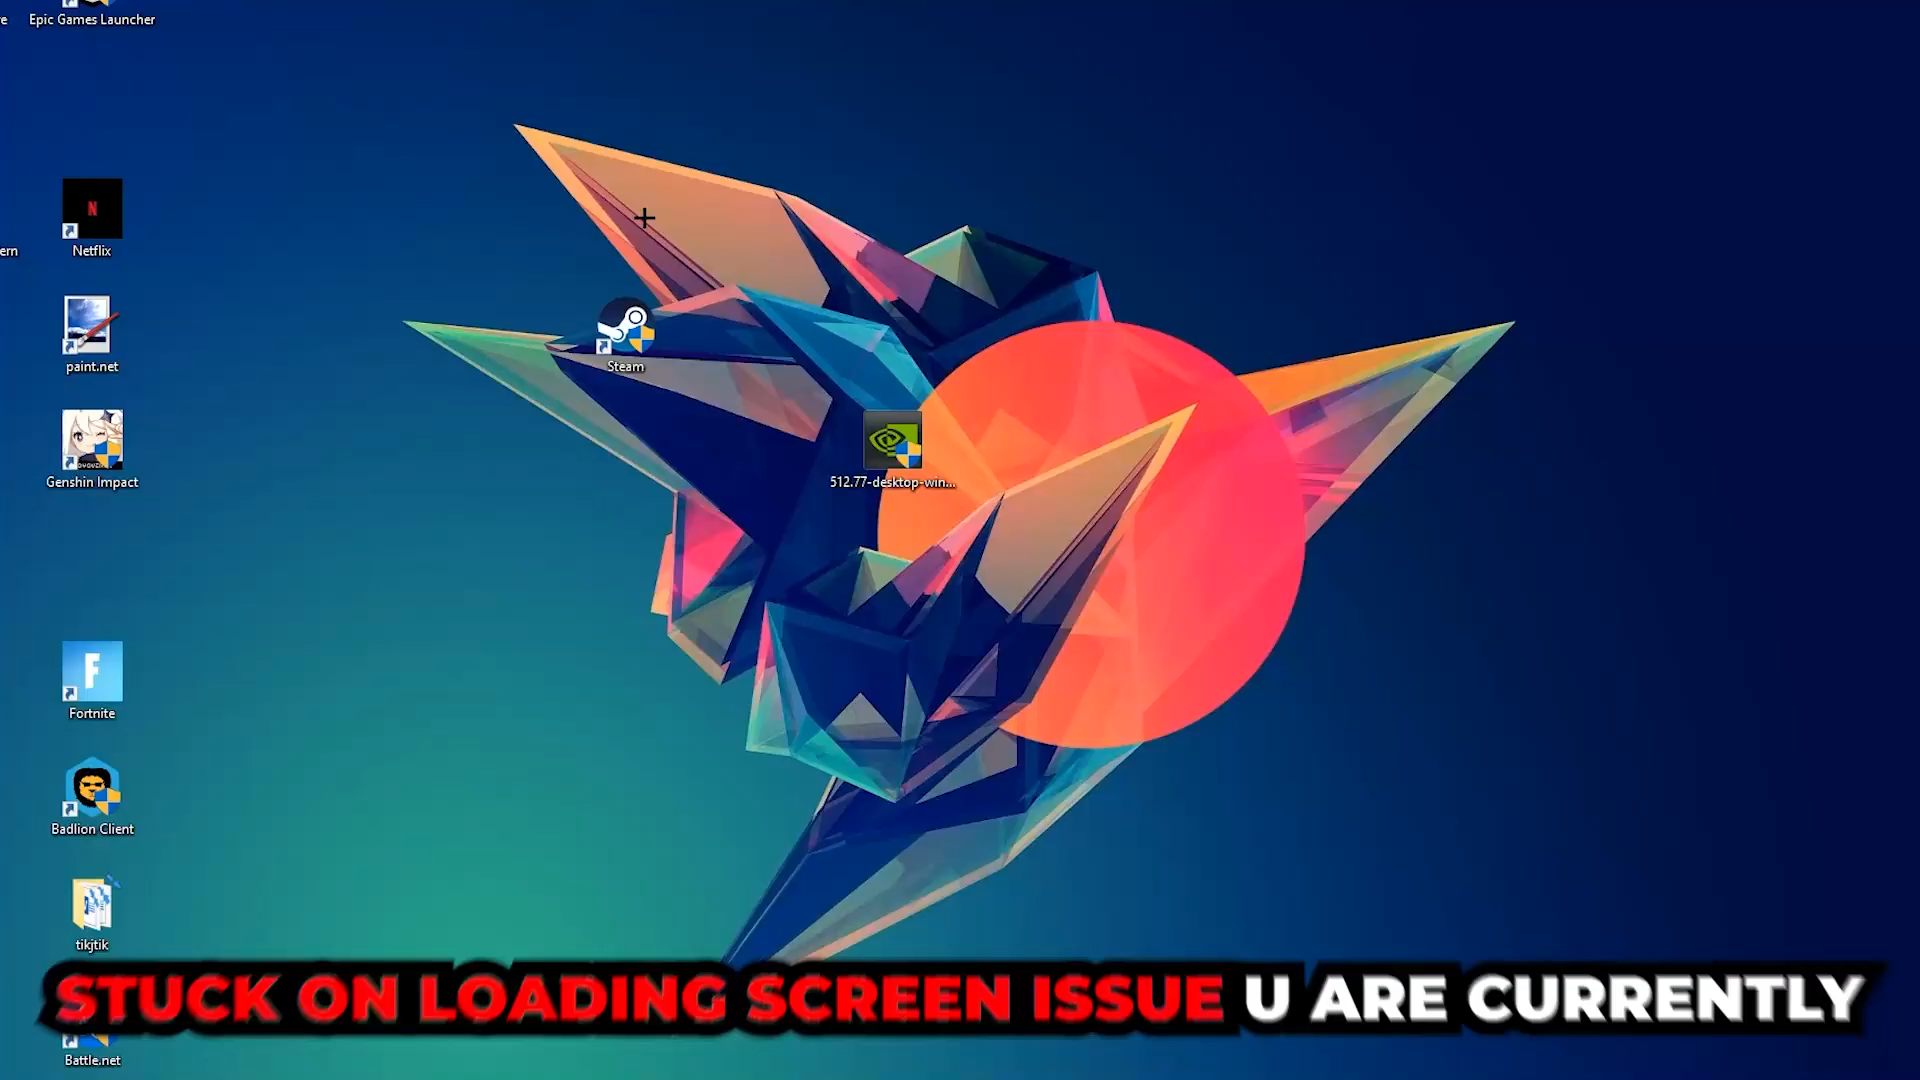 Epic Games Launcher
N
Netflix
ern
paint.net
Steam
Genshin Impact
512.77-desktop-win...
F
Fortnite
Badlion Client
tikjtik
STUCK ON LOADING SCREEN ISSUE U ARE CURRENTLY
Battle.net